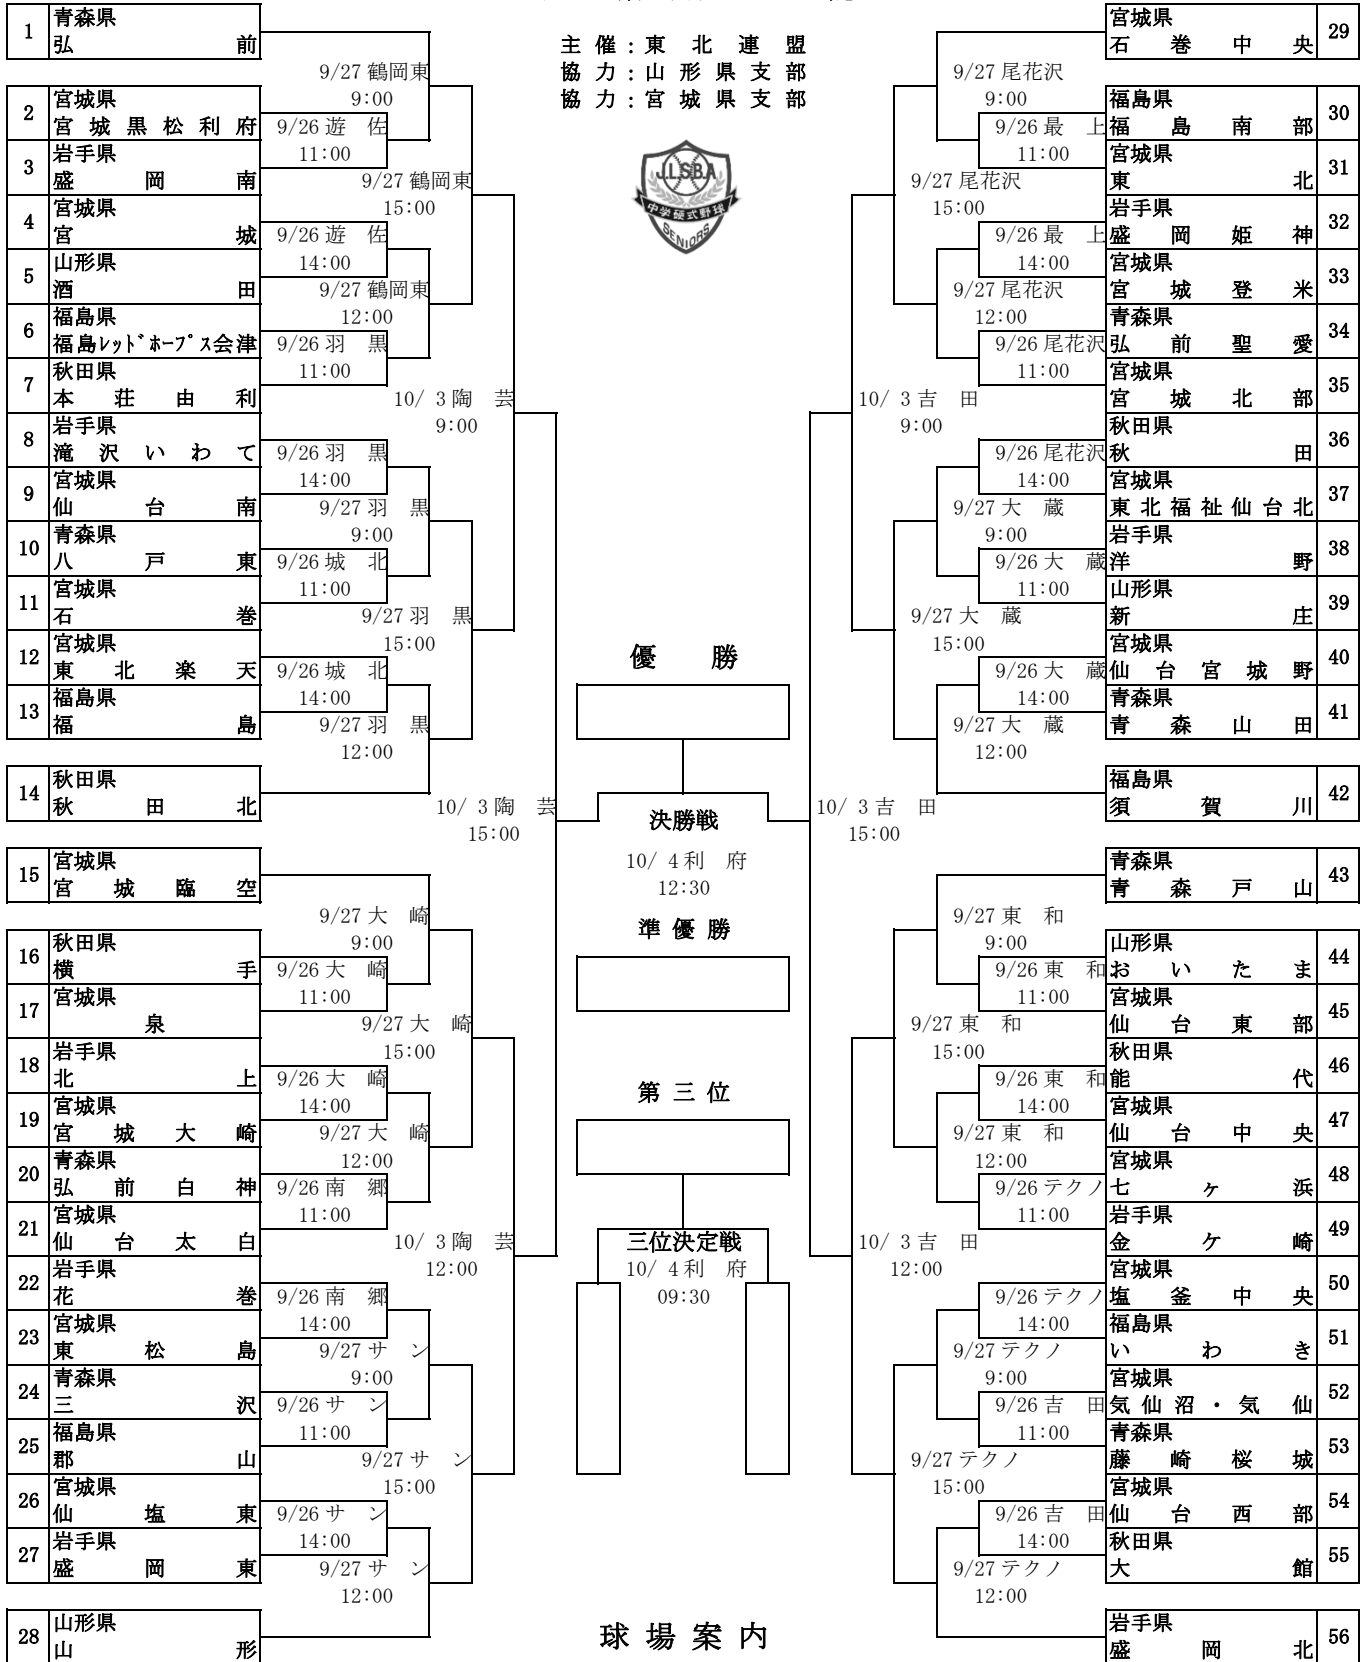 主催：東北連盟
協力：山形県支部
協力：宮城県支部
J.L.S.B.A
中学硬式野球
SENIORS
1 青森県
弘前
2 宮城県
宮城黒松利府
3 岩手県
盛岡南
4 宮城県
宮城
5 山形県
酒田
6 福島県
福島レッドホープス会津
7 秋田県
本荘由利
8 岩手県
滝沢いわて
9 宮城県
仙台南
10 青森県
八戸東
11 宮城県
石巻
12 宮城県
東北楽天
13 福島県
福島
14 秋田県
秋田北
15 宮城県
宮城臨空
16 秋田県
横手
17 宮城県
泉
18 岩手県
北上
19 宮城県
宮城大崎
20 青森県
弘前白神
21 宮城県
仙台太白
22 岩手県
花巻
23 宮城県
東松島
24 青森県
三沢
25 福島県
郡山
26 宮城県
仙塩東
27 岩手県
盛岡東
28 山形県
山形
9/27 鶴岡東
9:00
9/26 遊佐
11:00
9/27 鶴岡東
15:00
9/26 遊佐
14:00
9/27 鶴岡東
12:00
9/26 羽黒
11:00
10/ 3 陶芸
9:00
9/26 羽黒
14:00
9/27 羽黒
9:00
9/26 城北
11:00
9/27 羽黒
15:00
9/26 城北
14:00
9/27 羽黒
12:00
10/ 3 陶芸
15:00
9/27 大崎
9:00
9/26 大崎
11:00
9/27 大崎
15:00
9/26 大崎
14:00
9/27 大崎
12:00
9/26 南郷
11:00
10/ 3 陶芸
12:00
9/26 南郷
14:00
9/27 サン
9:00
9/26 サン
11:00
9/27 サン
15:00
9/26 サン
14:00
9/27 サン
12:00
優勝
決勝戦
10/ 4 利府
12:30
準優勝
第三位
三位決定戦
10/ 4 利府
09:30
球場案内
9/27 尾花沢
9:00
9/26 最上
11:00
9/27 尾花沢
15:00
9/26 最上
14:00
9/27 尾花沢
12:00
9/26 尾花沢
11:00
10/ 3 吉田
9:00
9/26 尾花沢
14:00
9/27 大蔵
9:00
9/26 大蔵
11:00
9/27 大蔵
15:00
9/26 大蔵
14:00
9/27 大蔵
12:00
10/ 3 吉田
15:00
9/27 東和
9:00
9/26 東和
11:00
9/27 東和
15:00
9/26 東和
14:00
9/27 東和
12:00
9/26 テクノ
11:00
10/ 3 吉田
12:00
9/26 テクノ
14:00
9/27 テクノ
9:00
9/26 吉田
11:00
9/27 テクノ
15:00
9/26 吉田
14:00
9/27 テクノ
12:00
宮城県 29
石巻中央
福島県 30
福島南部
宮城県 31
東北
岩手県 32
盛岡姫神
宮城県 33
宮城登米
青森県 34
弘前聖愛
宮城県 35
宮城北部
秋田県 36
秋田
宮城県 37
東北福祉仙台北
岩手県 38
洋野
山形県 39
新庄
宮城県 40
仙台宮城野
青森県 41
青森山田
福島県 42
須賀川
青森県 43
青森戸山
山形県 44
おいたま
宮城県 45
仙台東部
秋田県 46
能代
宮城県 47
仙台中央
宮城県 48
七ヶ浜
岩手県 49
金ケ崎
宮城県 50
塩釜中央
福島県 51
いわき
宮城県 52
気仙沼・気仙
青森県 53
藤崎桜城
宮城県 54
仙台西部
秋田県 55
大館
岩手県 56
盛岡北